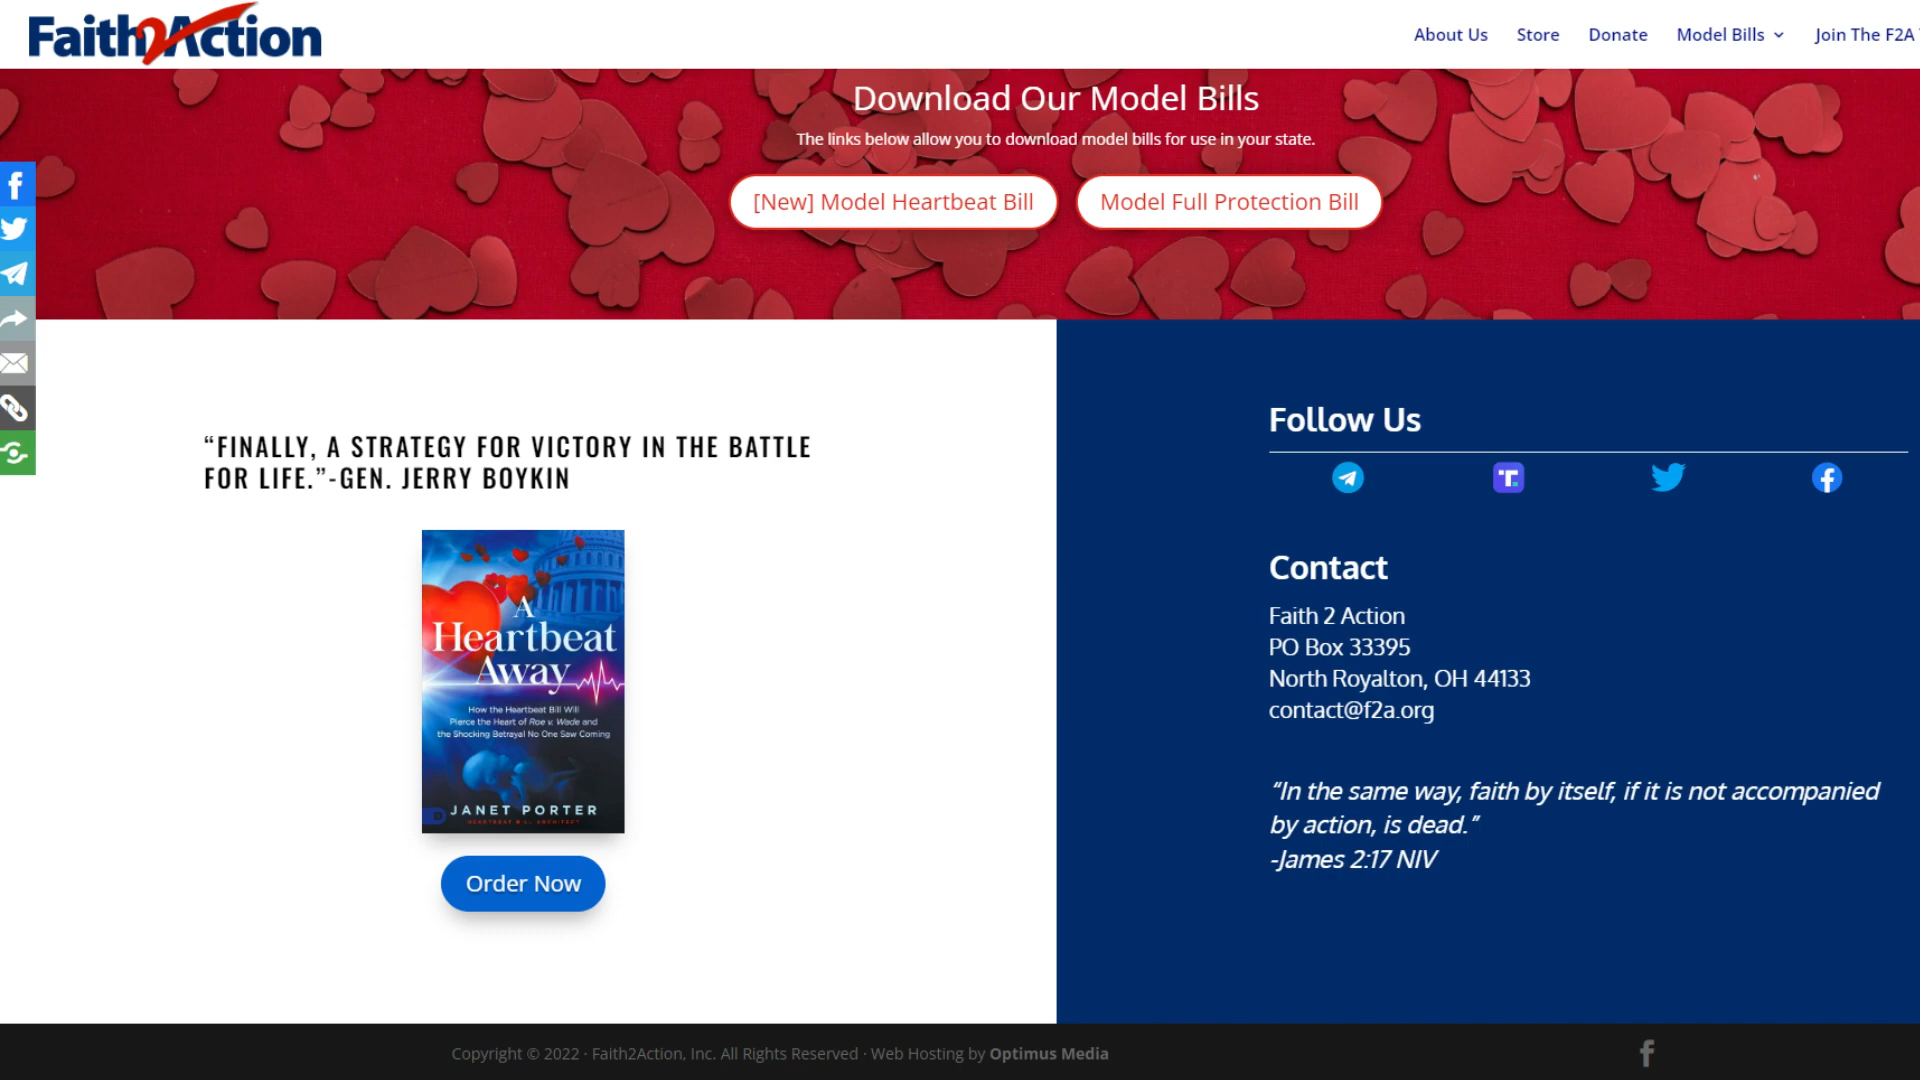 Faith2Action
About Us
Store
Donate
Model Bills
Join The F2A
Download Our Model Bills
The links below allow you to download model bills for use in your state.
[New] Model Heartbeat Bill
Model Full Protection Bill
“FINALLY, A STRATEGY FOR VICTORY IN THE BATTLE
FOR LIFE.”-GEN. JERRY BOYKIN
A
Heartbeat
Away
How the Heartbeat Bill Will
Pierce the Heart of Roe v. Wade and
the Shocking Betrayal No One Saw Coming
JANET PORTER
HEARTBEAT BILL ARCHITECT
Order Now
Follow Us
Contact
Faith 2 Action
PO Box 33395
North Royalton, OH 44133
contact@f2a.org
“In the same way, faith by itself, if it is not accompanied
by action, is dead.”
-James 2:17 NIV
Copyright © 2022 · Faith2Action, Inc. All Rights Reserved · Web Hosting by Optimus Media